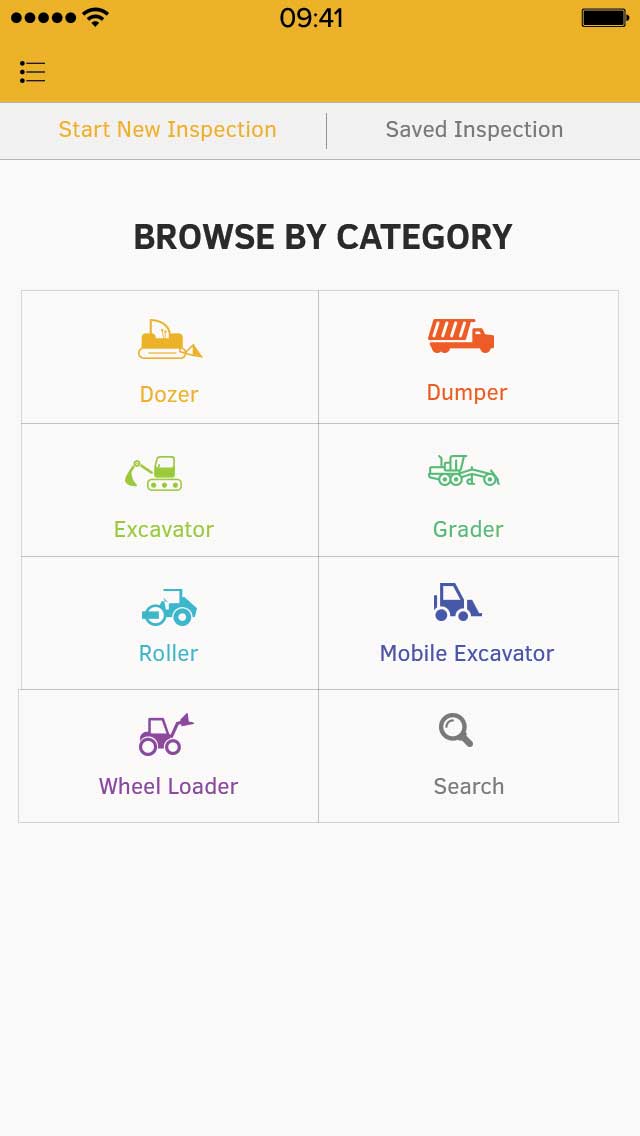 09:41
Start New Inspection Saved Inspection
BROWSE BY CATEGORY
Dozer Dumper
Excavator Grader
Roller Mobile Excavator
Wheel Loader Search